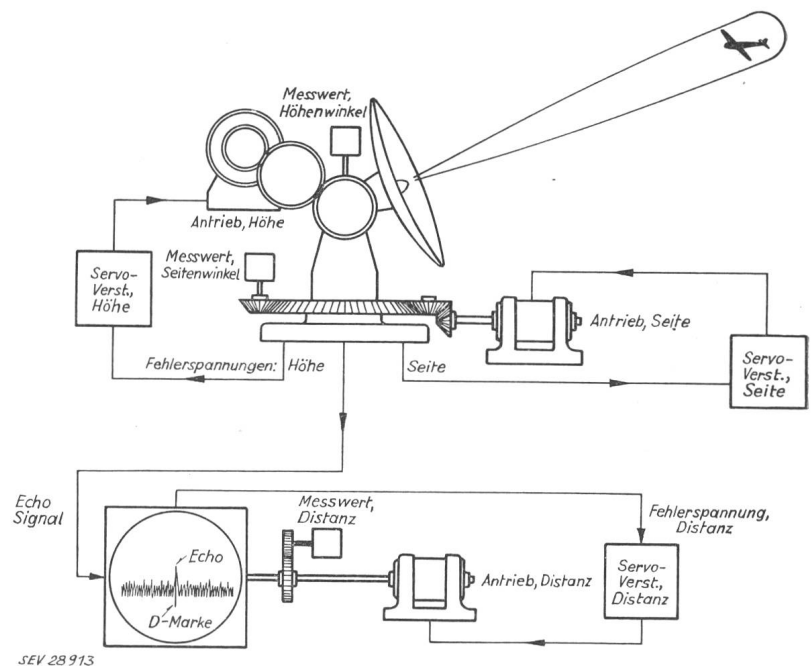 Messwert,
Höhenwinkel
Antrieb, Höhe
Messwert,
Seitenwinkel
Servo-
Verst.,
Höhe
Antrieb, Seite
Servo-
Verst.,
Seite
Fehlerspannungen: Höhe
Seite
Echo
Signal
Messwert,
Distanz
Fehlerspannung,
Distanz
Echo
D-Marke
Antrieb, Distanz
Servo-
Verst.,
Distanz
SEV 28913